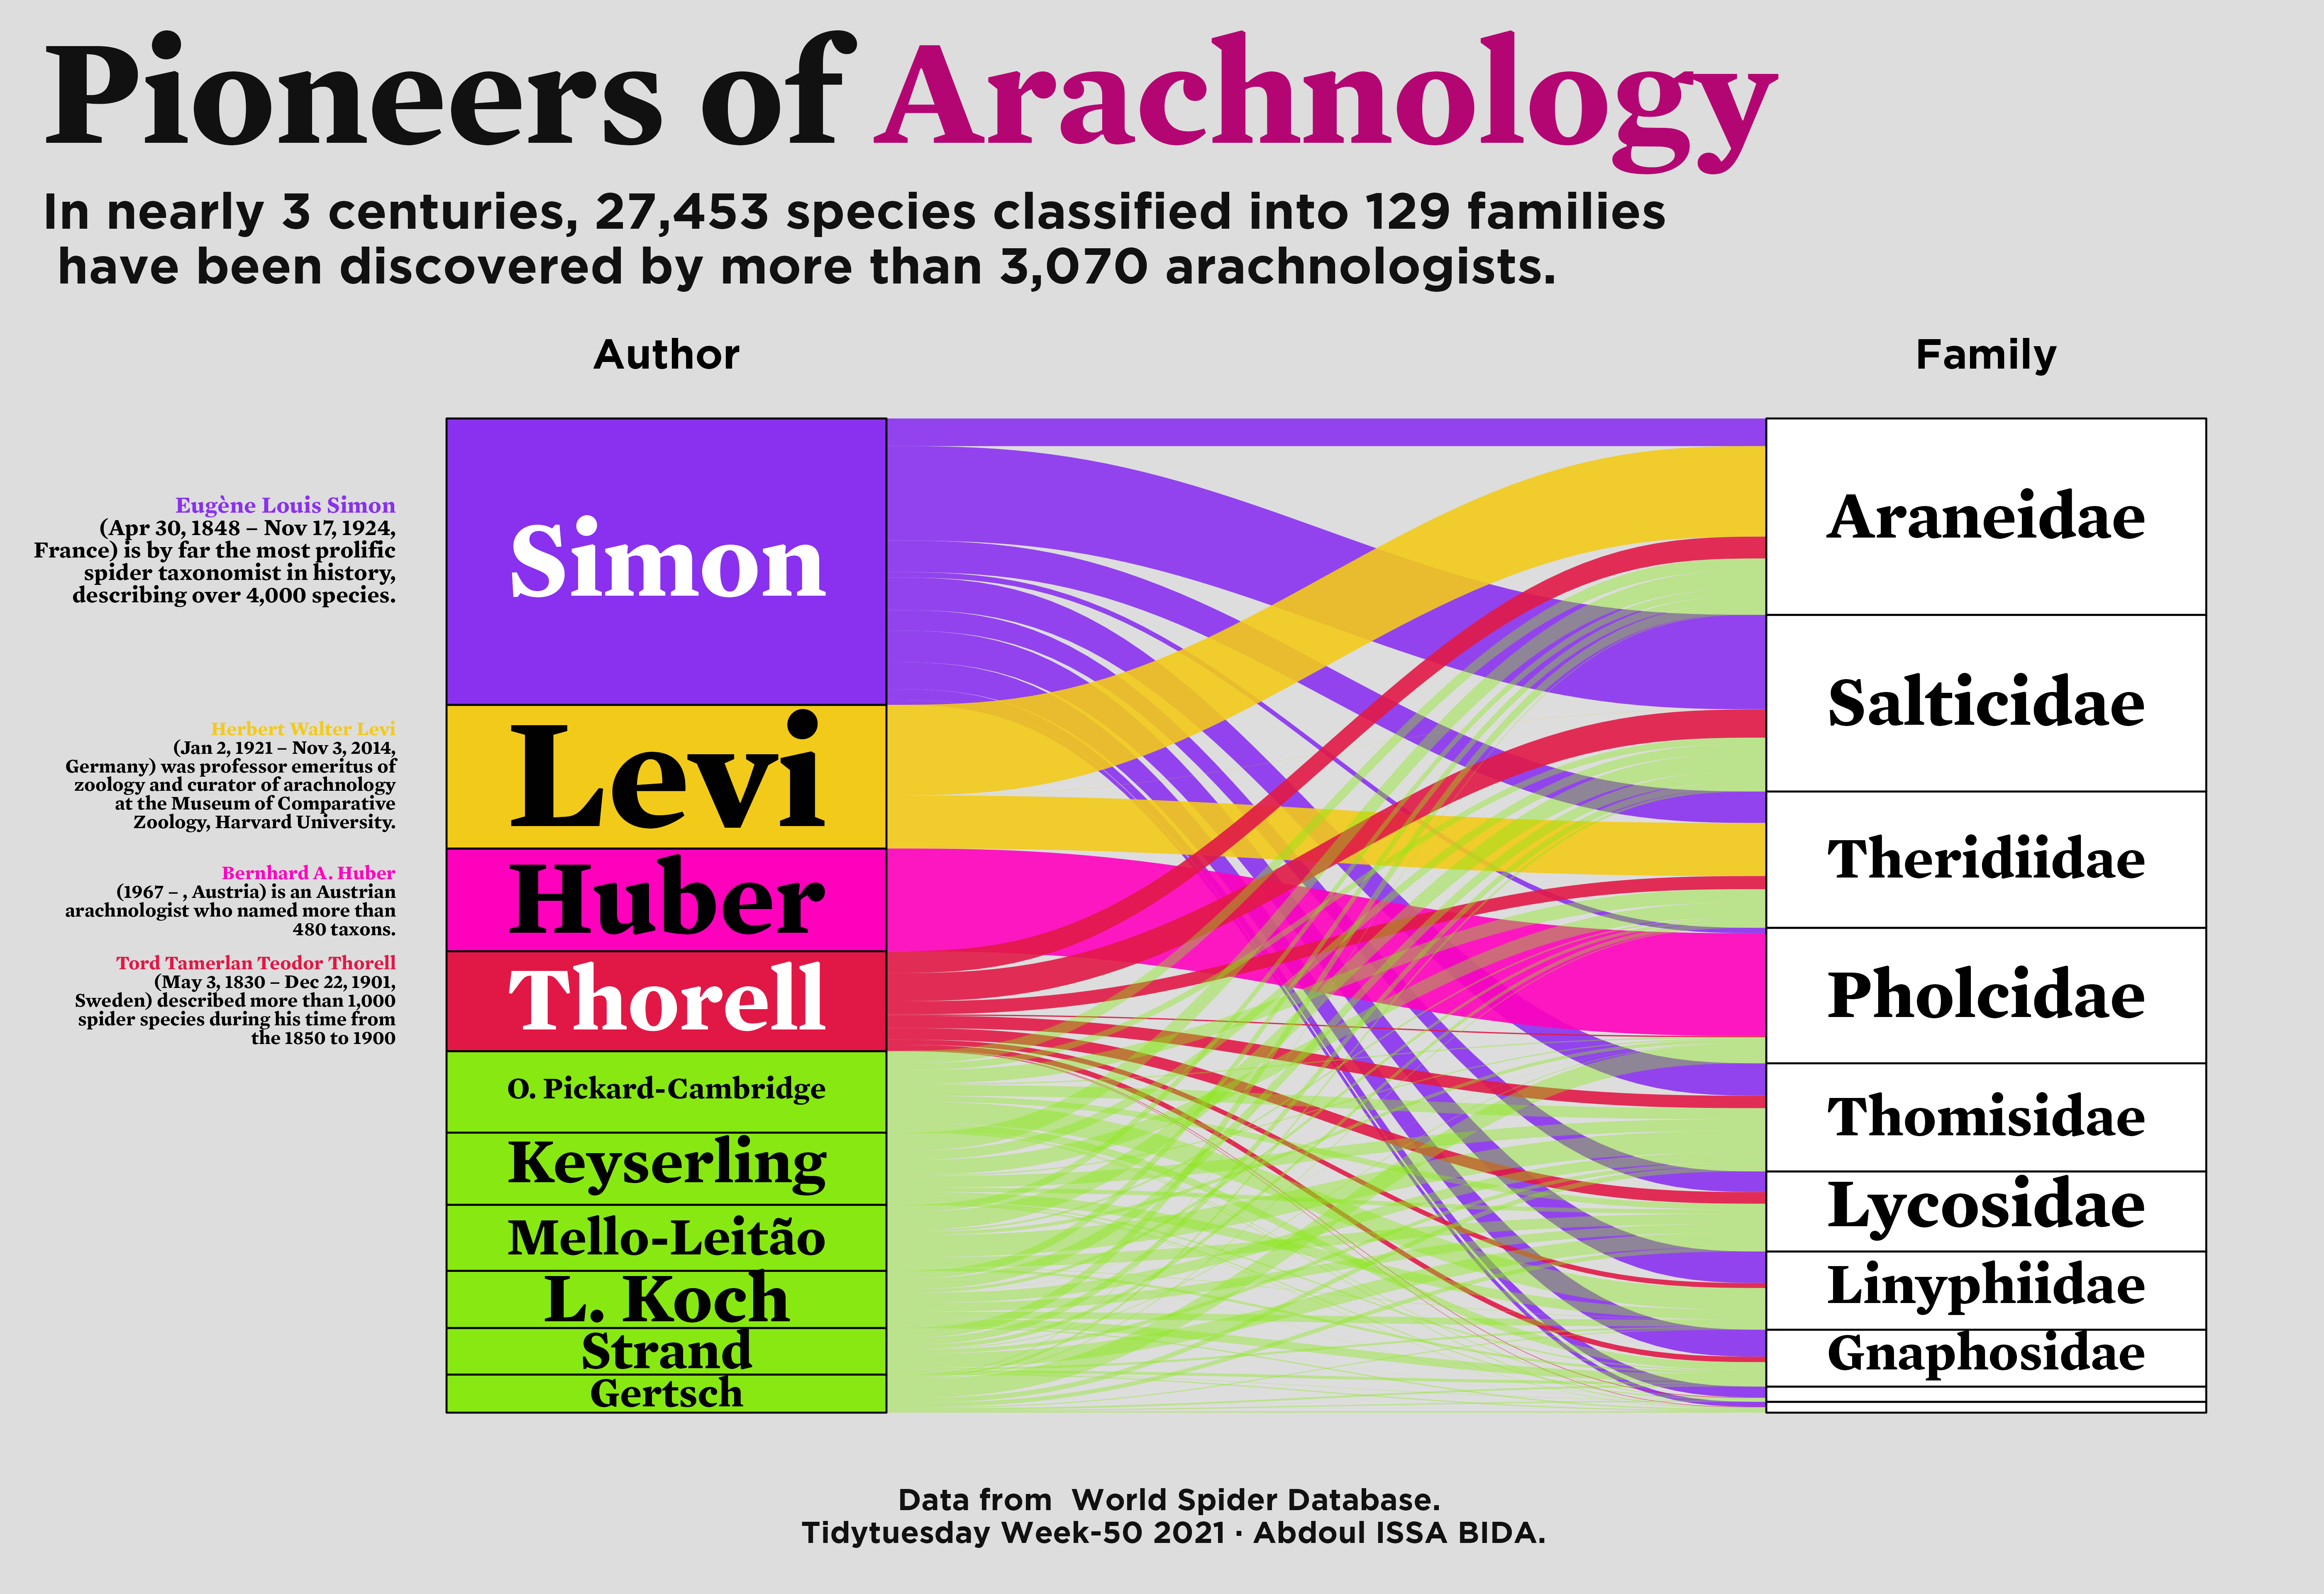 Pioneers of Arachnology
In nearly 3 centuries, 27,453 species classified into 129 families
have been discovered by more than 3,070 arachnologists.
Author
Family
Eugène Louis Simon
(Apr 30, 1848 – Nov 17, 1924,
France) is by far the most prolific
spider taxonomist in history,
describing over 4,000 species.
Herbert Walter Levi
(Jan 2, 1921 – Nov 3, 2014,
Germany) was professor emeritus of
zoology and curator of arachnology
at the Museum of Comparative
Zoology, Harvard University.
Bernhard A. Huber
(1967 – , Austria) is an Austrian
arachnologist who named more than
480 taxons.
Tord Tamerlan Teodor Thorell
(May 3, 1830 – Dec 22, 1901,
Sweden) described more than 1,000
spider species during his time from
the 1850 to 1900
Simon
Levi
Huber
Thorell
O. Pickard-Cambridge
Keyserling
Mello-Leitão
L. Koch
Strand
Gertsch
Araneidae
Salticidae
Theridiidae
Pholcidae
Thomisidae
Lycosidae
Linyphiidae
Gnaphosidae
Data from  World Spider Database.
Tidytuesday Week-50 2021 · Abdoul ISSA BIDA.